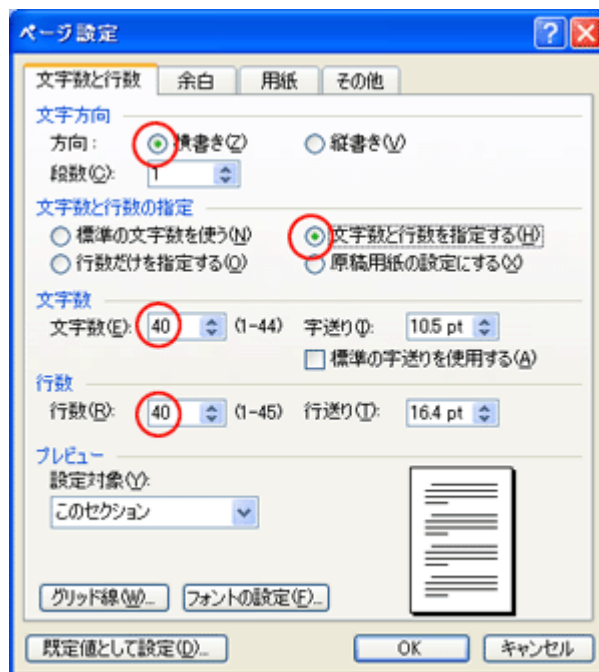 ページ設定
文字数と行数 余白 用紙 その他
文字方向
方向: 横書き(Z) 縦書き(V)
段数(C): 1
文字数と行数の指定
標準の文字数を使う(N) 文字数と行数を指定する(H)
行数だけを指定する(O) 原稿用紙の設定にする(X)
文字数
文字数(E): 40 (1-44) 字送り(I): 10.5 pt
標準の字送りを使用する(A)
行数
行数(R): 40 (1-45) 行送り(T): 16.4 pt
プレビュー
設定対象(Y):
このセクション
グリッド線(W)... フォントの設定(F)...
既定値として設定(D)... OK キャンセル